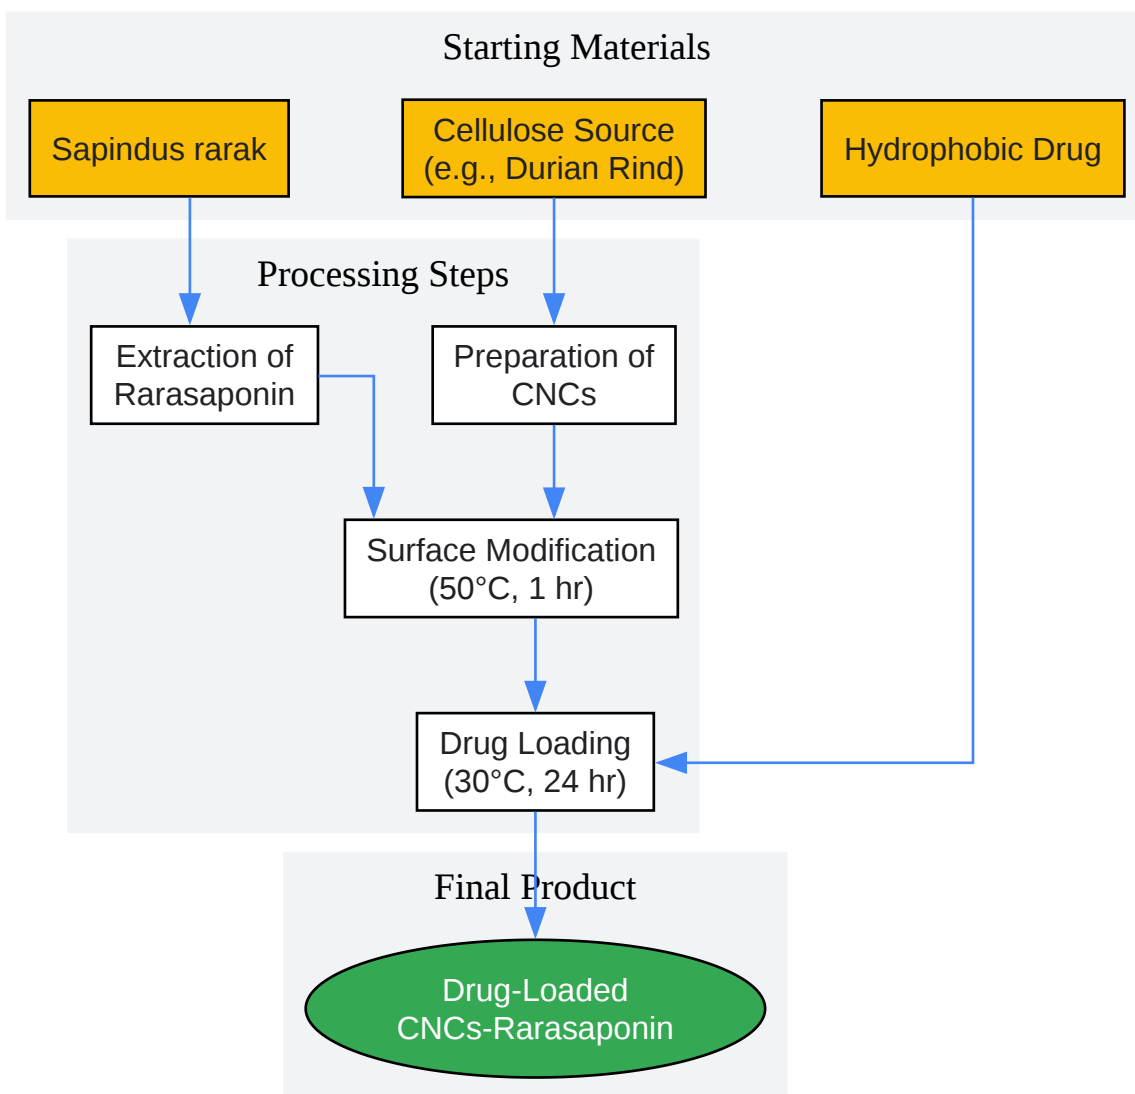 Starting Materials
Sapindus rarak
Cellulose Source
(e.g., Durian Rind)
Hydrophobic Drug
Processing Steps
Extraction of
Rarasaponin
Preparation of
CNCs
Surface Modification
(50°C, 1 hr)
Drug Loading
(30°C, 24 hr)
Final Product
Drug-Loaded
CNCs-Rarasaponin